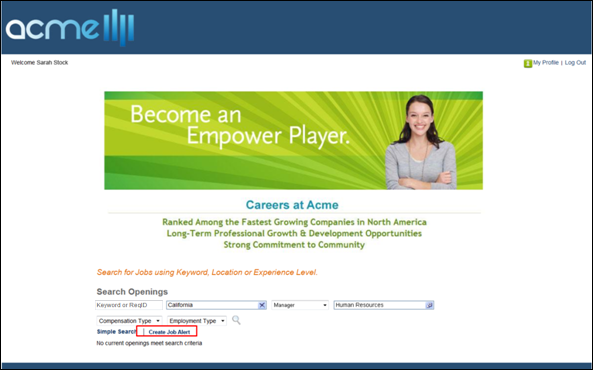 acme
Welcome Sarah Stock
My Profile | Log Out
Become an
Empower Player.
Careers at Acme
Ranked Among the Fastest Growing Companies in North America
Long-Term Professional Growth & Development Opportunities
Strong Commitment to Community
Search for Jobs using Keyword, Location or Experience Level.
Search Openings
Keyword or ReqID California Manager Human Resources
Compensation Type Employment Type
Simple Search | Create Job Alert
No current openings meet search criteria